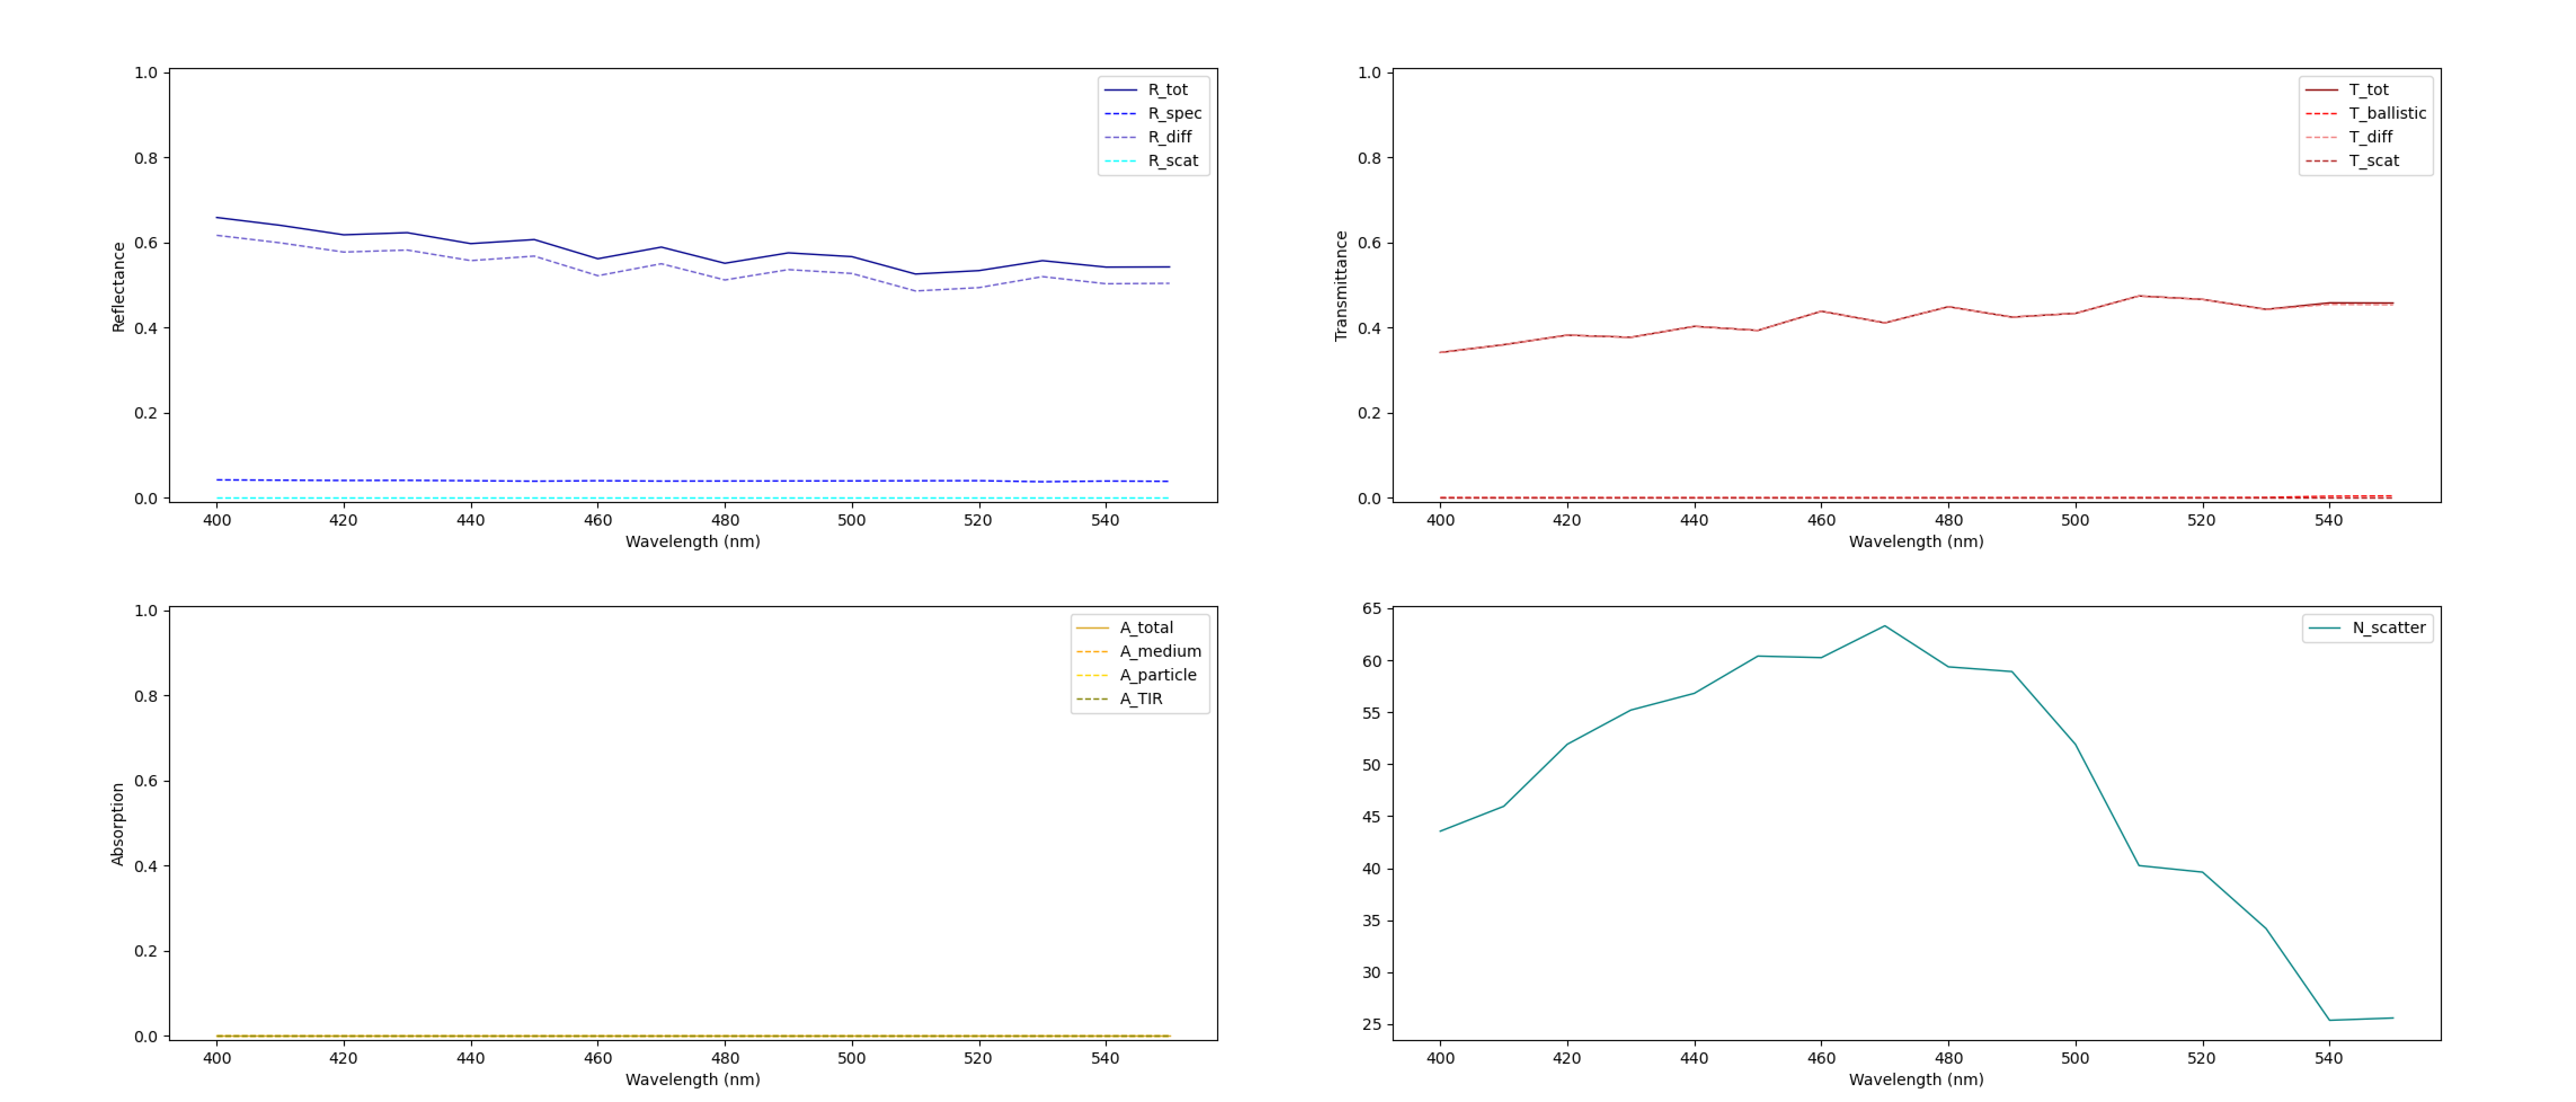 1.0
0.8
0.6
0.4
0.2
0.0
Reflectance
R_tot
R_spec
R_diff
R_scat
400 420 440 460 480 500 520 540
Wavelength (nm)
1.0
0.8
0.6
0.4
0.2
0.0
Transmittance
T_tot
T_ballistic
T_diff
T_scat
400 420 440 460 480 500 520 540
Wavelength (nm)
1.0
0.8
0.6
0.4
0.2
0.0
Absorption
A_total
A_medium
A_particle
A_TIR
400 420 440 460 480 500 520 540
Wavelength (nm)
65
60
55
50
45
40
35
30
25
N_scatter
400 420 440 460 480 500 520 540
Wavelength (nm)